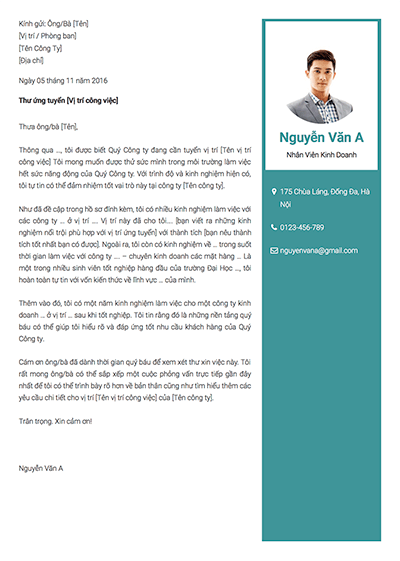 Kính gửi: Ông/Bà [Tên]
[Vị trí / Phòng ban]
[Tên Công Ty]
[Địa chỉ]
Ngày 05 tháng 11 năm 2016
Thư ứng tuyển [Vị trí công việc]
Thưa ông/bà [Tên],
Thông qua ..., tôi được biết Quý Công ty đang cần tuyển vị trí [Tên vị trí
công việc] Tôi mong muốn được thử sức mình trong môi trường làm việc
hết sức năng động của Quý Công ty. Với trình độ và kinh nghiệm hiện có,
tôi tự tin có thể đảm nhiệm tốt vai trò này tại công ty [Tên công ty].
Như đã đề cập trong hồ sơ đính kèm, tôi có nhiều kinh nghiệm làm việc với
các công ty ... ở vị trí .... Vị trí này đã cho tôi.... [bạn viết ra những kinh
nghiệm nổi trội phù hợp với vị trí ứng tuyển] với thành tích [bạn nêu thành
tích tốt nhất bạn có được]. Ngoài ra, tôi còn có kinh nghiệm về .. trong suốt
thời gian làm việc với công ty .... – chuyên kinh doanh các mặt hàng .. Là
một trong nhiều sinh viên tốt nghiệp hàng đầu của trường Đại Học ..., tôi
hoàn toàn tự tin với vốn kiến thức về lĩnh vực ... của mình.
Thêm vào đó, tôi có một năm kinh nghiệm làm việc cho một công ty kinh
doanh .. ở vị trí .. sau khi tốt nghiệp. Tôi tin rằng đó là những nền tảng quý
báu có thể giúp tôi hiểu rõ và đáp ứng tốt nhu cầu khách hàng của Quý
Công ty.
Cám ơn ông/bà đã dành thời gian quý báu để xem xét thư xin việc này. Tôi
rất mong ông/bà có thể sắp xếp một cuộc phỏng vấn trực tiếp gần đây
nhất để tôi có thể trình bày rõ hơn về bản thân cũng như tìm hiểu thêm các
yêu cầu chi tiết cho vị trí [Tên vị trí công việc] của [Tên công ty].
Trân trọng. Xin cảm ơn!
Nguyễn Văn A
Nguyễn Văn A
Nhân Viên Kinh Doanh
175 Chùa Láng, Đống Đa, Hà
Nội
0123-456-789
nguyenvana@gmail.com